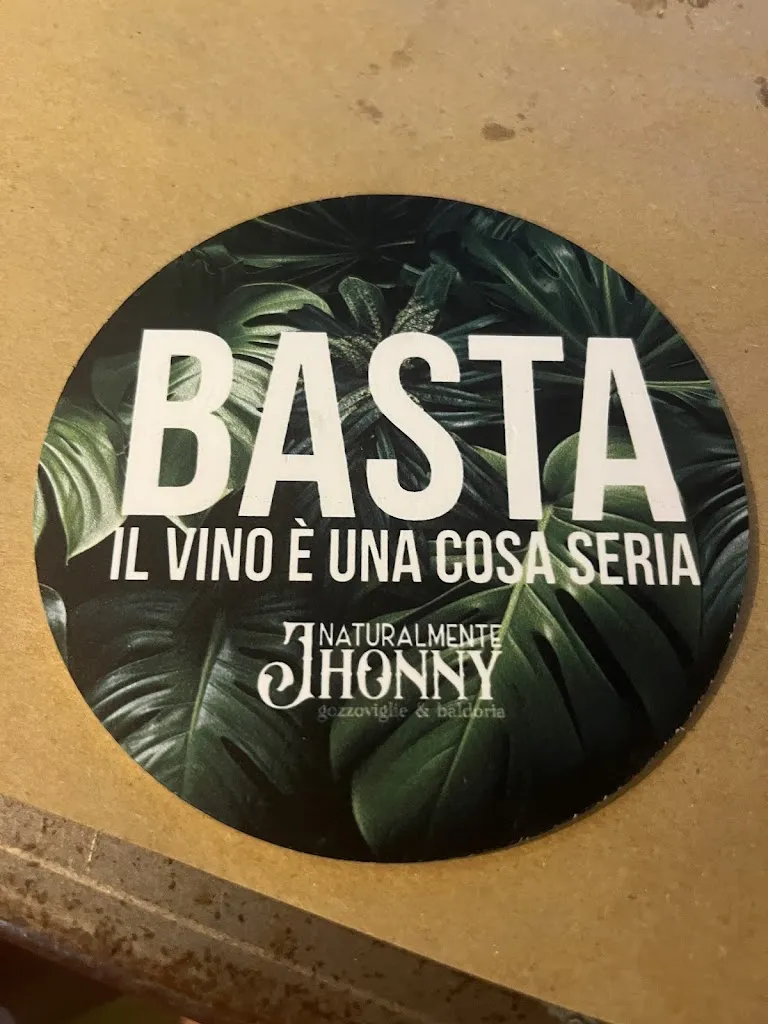 BASTA
IL VINO È UNA COSA SERIA
NATURALMENTE
JHONNY
gozzoviglie & baldoria